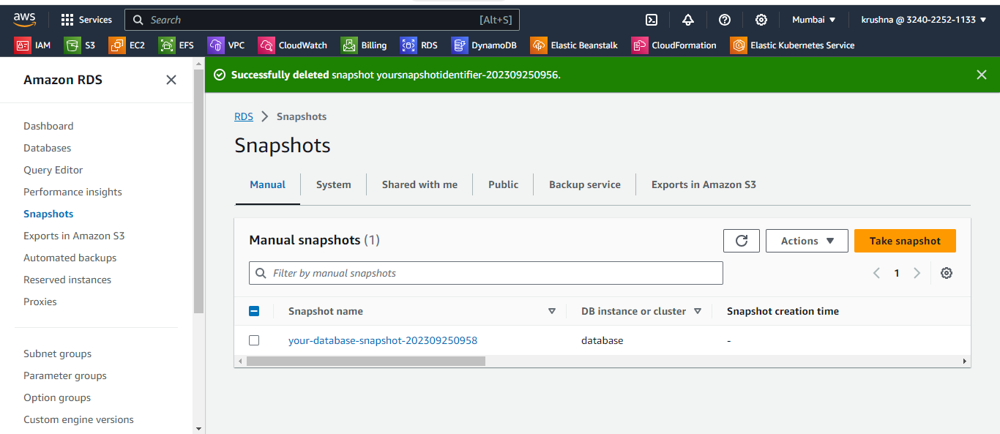 aws Services Search [Alt+S] Mumbai krushna @ 3240-2252-1133
IAM S3 EC2 EFS VPC CloudWatch Billing RDS DynamoDB Elastic Beanstalk CloudFormation Elastic Kubernetes Service
Amazon RDS
Dashboard
Databases
Query Editor
Performance insights
Snapshots
Exports in Amazon S3
Automated backups
Reserved instances
Proxies
Subnet groups
Parameter groups
Option groups
Custom engine versions
Successfully deleted snapshot yoursnapshotidentifier-202309250956.
RDS Snapshots
Snapshots
Manual System Shared with me Public Backup service Exports in Amazon S3
Manual snapshots (1) Actions Take snapshot
Filter by manual snapshots 1
Snapshot name DB instance or cluster Snapshot creation time
your-database-snapshot-202309250958 database -